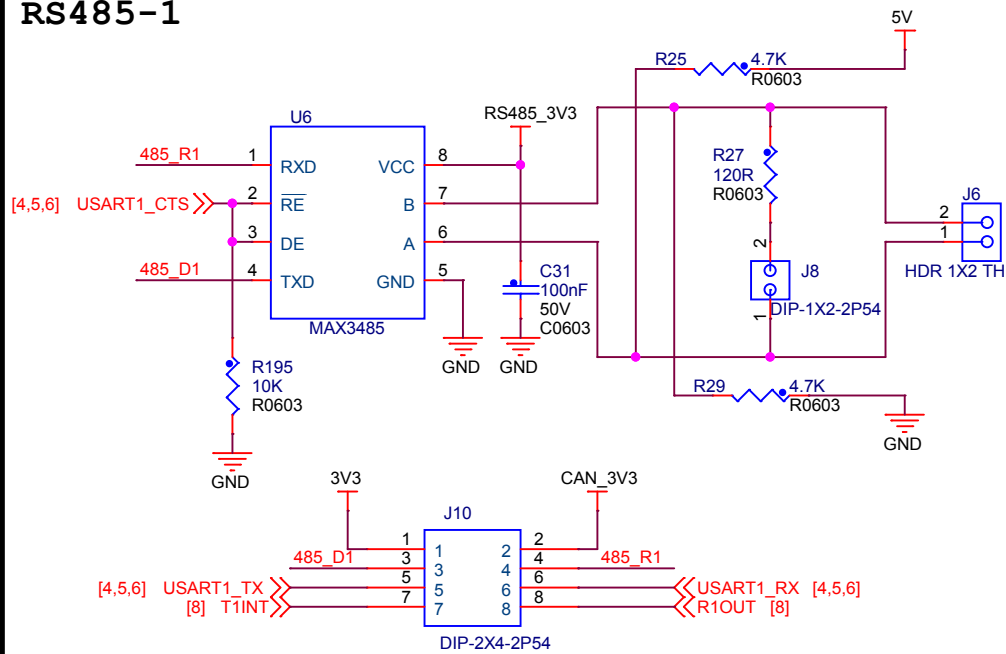 RS485-1
5V
R25
4.7K
R0603
U6
RS485_3V3
485_R1
1
RXD
VCC
8
R27
120R
R0603
[4,5,6]
USART1_CTS
2
RE
B
7
J6
2
1
HDR 1X2 TH
3
DE
A
6
485_D1
4
TXD
GND
5
MAX3485
C31
100nF
50V
C0603
2
J8
1
DIP-1X2-2P54
GND
GND
R195
10K
R0603
R29
4.7K
R0603
GND
GND
3V3
CAN_3V3
J10
1
1
2
2
485_D1
3
3
4
4
485_R1
[4,5,6]
USART1_TX
5
5
6
6
USART1_RX
[4,5,6]
[8]
T1INT
7
7
8
8
R1OUT
[8]
DIP-2X4-2P54